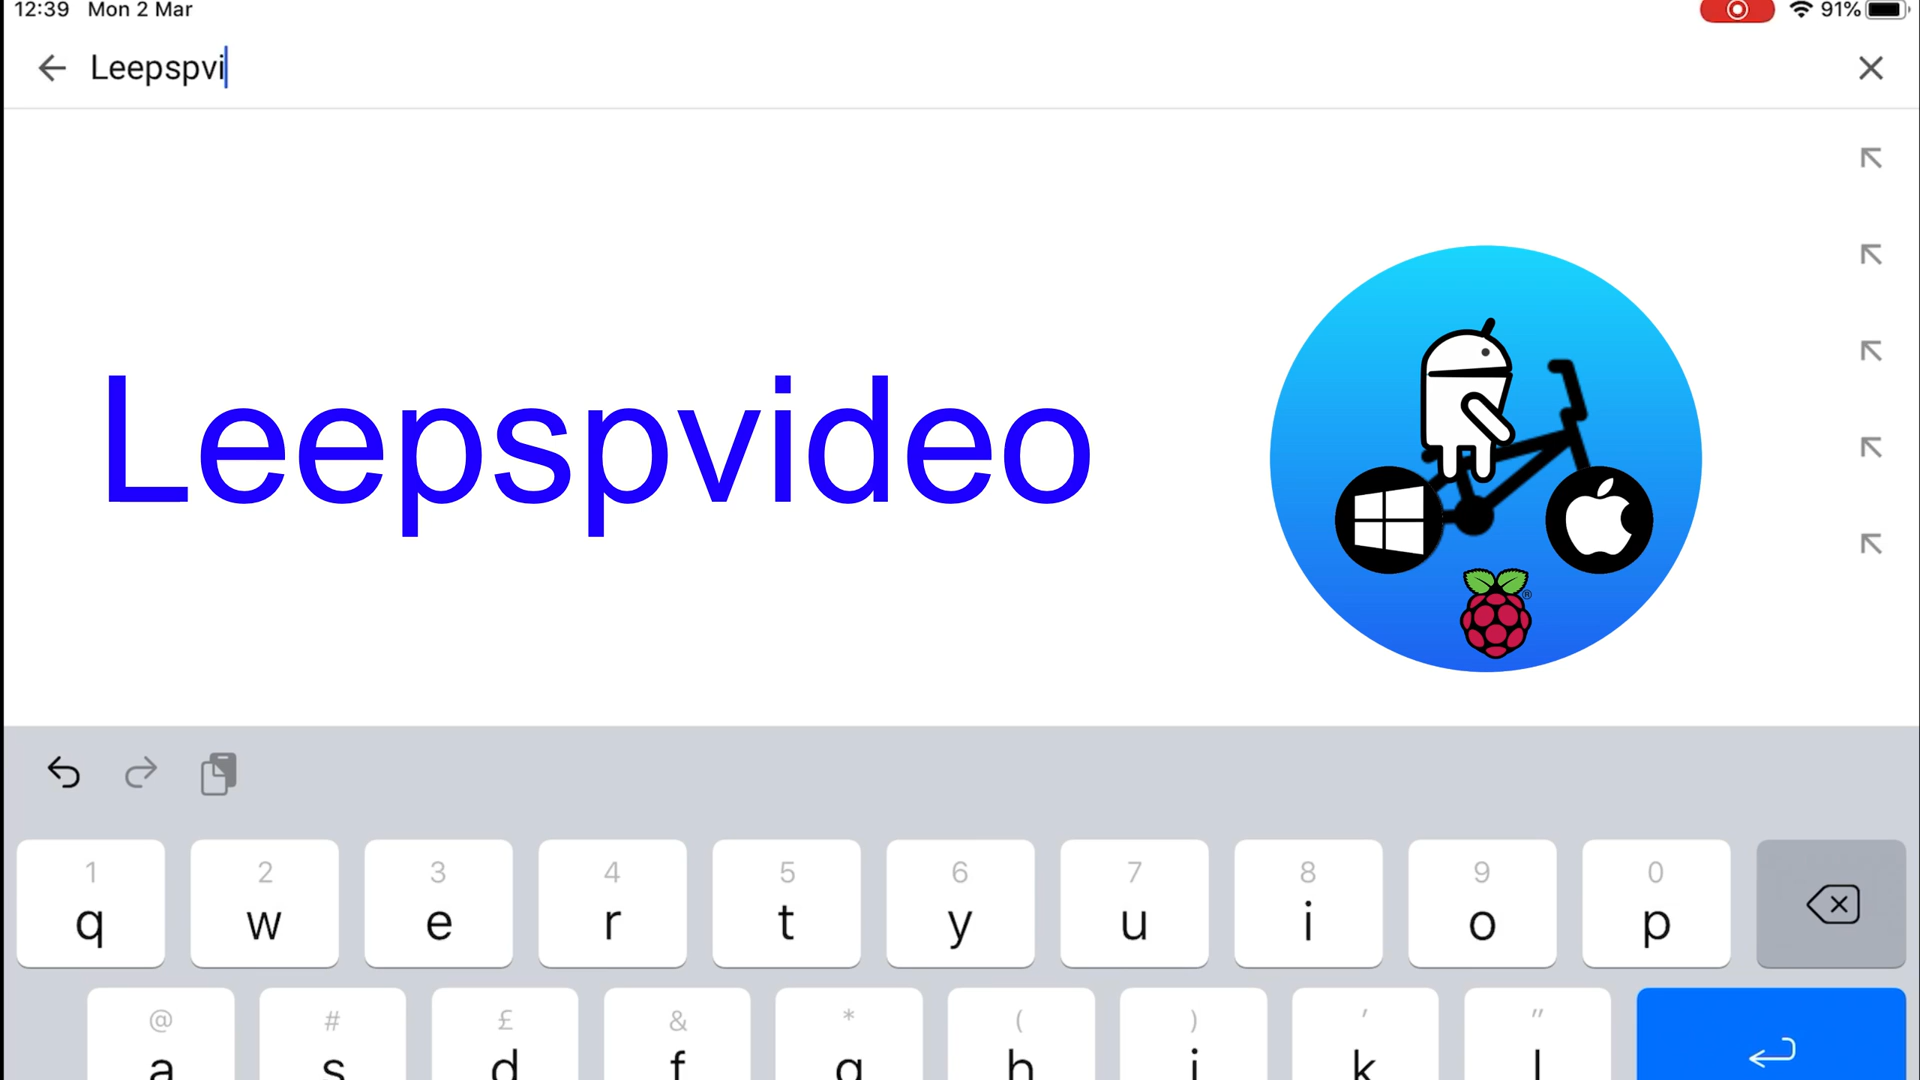 12:39 Mon 2 Mar 91%
Leepspvi
Leepspvideo
®
1 2 3 4 5 6 7 8 9 0
q w e r t y u i o p
@ # £ & * ( ) ' "
a s d f g h j k l